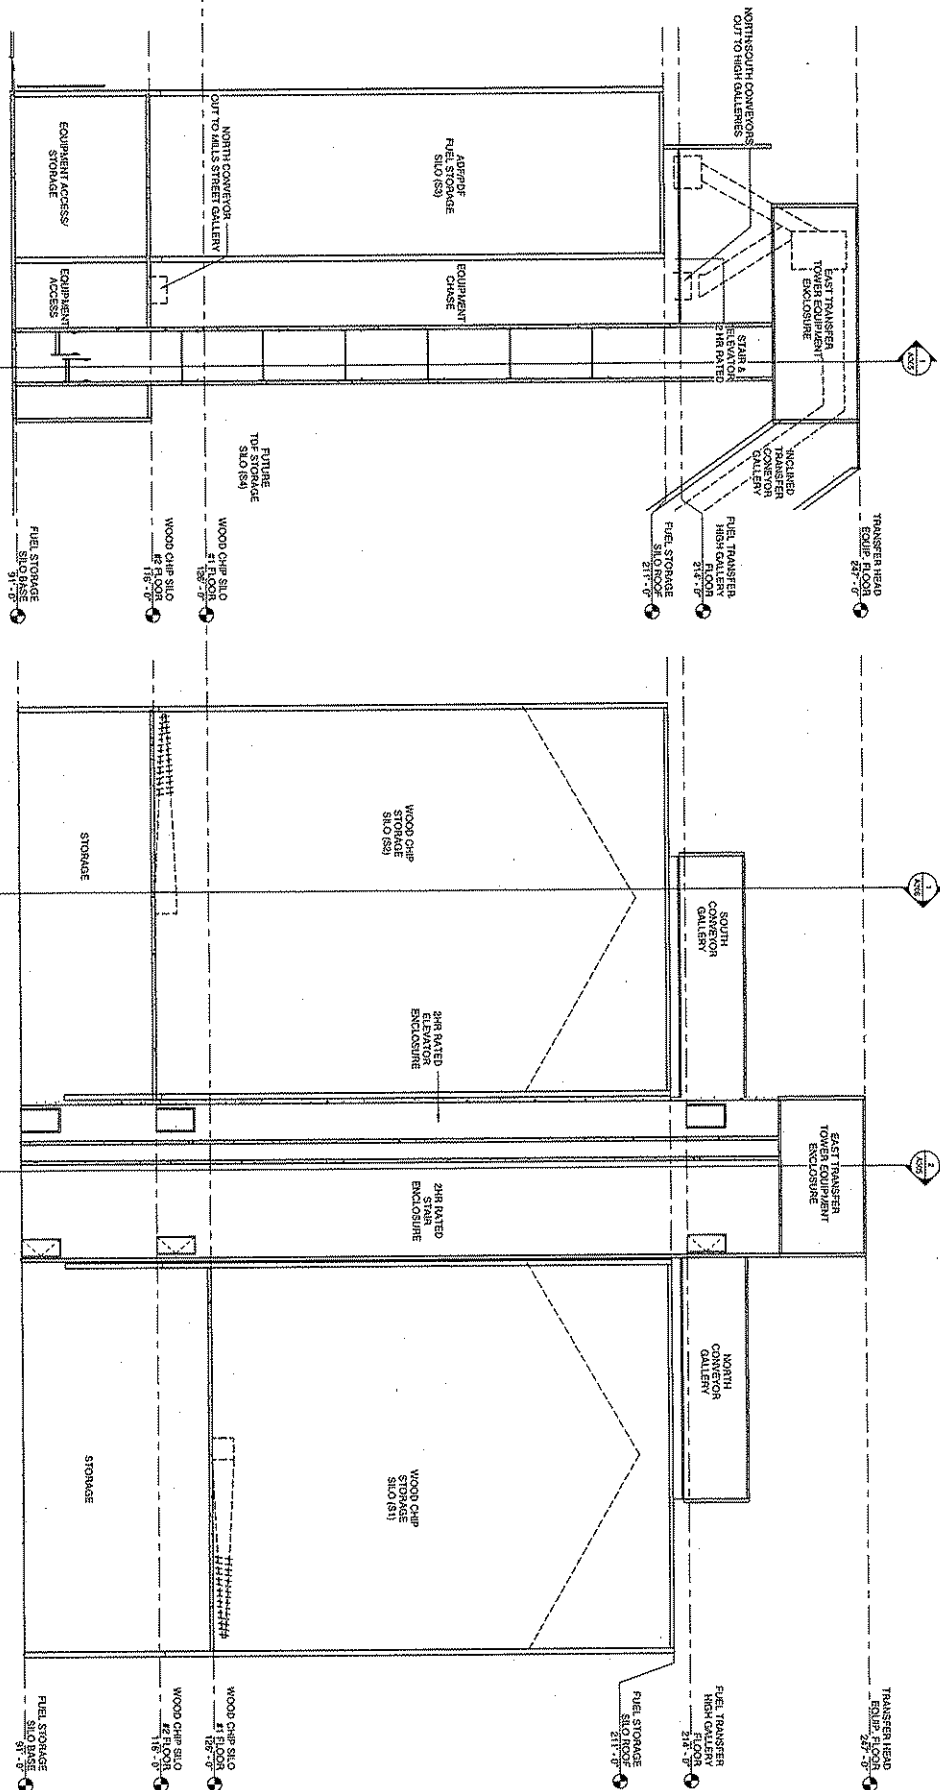 NORTH/SOUTH CONVEYORS
OUT TO HIGH GALLERIES
EAST TRANSFER
TOWER EQUIPMENT
ENCLOSURE
1
A305
STAIR &
ELEVATOR
2 HR RATED
INCLINED
TRANSFER
CONVEYOR
GALLERY
FUEL STORAGE
SILO (S3)
EQUIPMENT
CHASE
NORTH CONVEYOR
OUT TO MILLS STREET GALLERY
FUTURE
TDF STORAGE
SILO (S4)
EQUIPMENT ACCESS/
STORAGE
EQUIPMENT
ACCESS
TRANSFER HEAD
EQUIP. FLOOR
247' - 0"
FUEL TRANSFER
HIGH GALLERY
FLOOR
214' - 0"
FUEL STORAGE
SILO ROOF
211' - 0"
WOOD CHIP SILO
#1 FLOOR
126' - 0"
WOOD CHIP SILO
#2 FLOOR
116' - 0"
FUEL STORAGE
SILO BASE
91' - 0"
1
A306
2
A305
SOUTH
CONVEYOR
GALLERY
EAST TRANSFER
TOWER EQUIPMENT
ENCLOSURE
NORTH
CONVEYOR
GALLERY
WOOD CHIP
STORAGE
SILO (S2)
2HR RATED
ELEVATOR
ENCLOSURE
2HR RATED
STAIR
ENCLOSURE
WOOD CHIP
STORAGE
SILO (S1)
STORAGE
STORAGE
TRANSFER HEAD
EQUIP. FLOOR
247' - 0"
FUEL TRANSFER
HIGH GALLERY
FLOOR
214' - 0"
FUEL STORAGE
SILO ROOF
211' - 0"
WOOD CHIP SILO
#1 FLOOR
126' - 0"
WOOD CHIP SILO
#2 FLOOR
116' - 0"
FUEL STORAGE
SILO BASE
91' - 0"